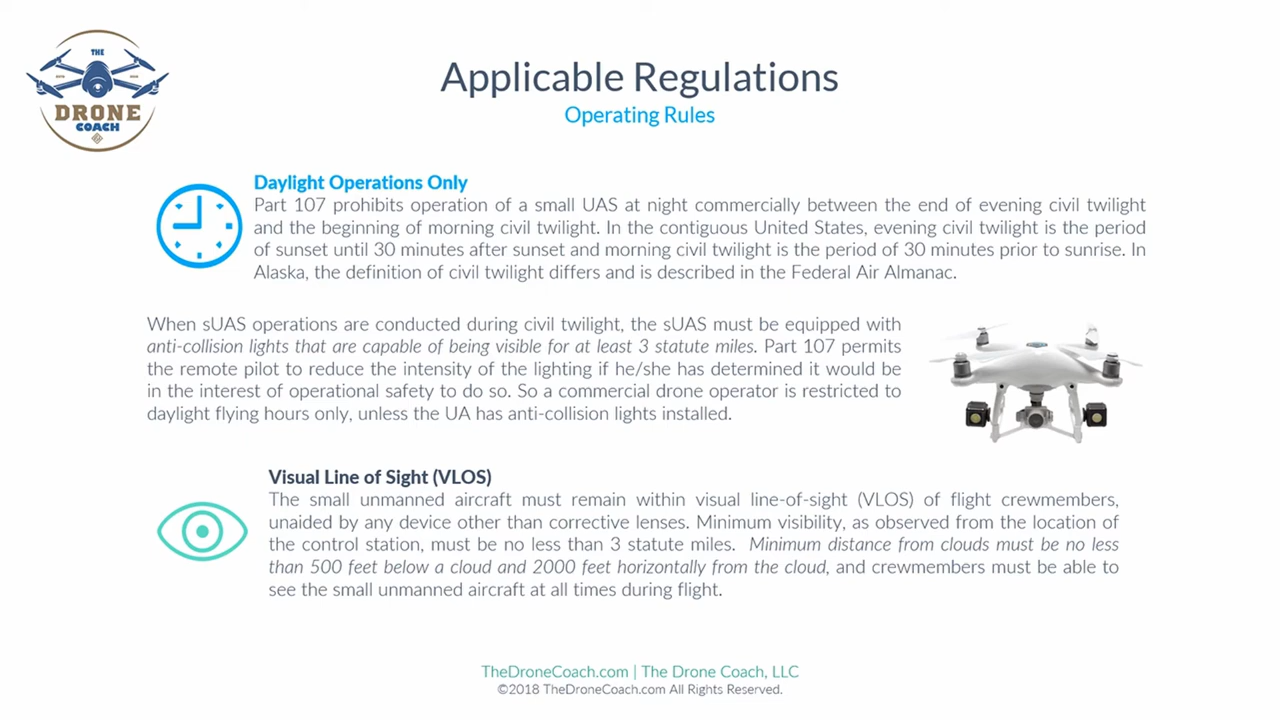 THE
DRONE
COACH
Applicable Regulations
Operating Rules
Daylight Operations Only
Part 107 prohibits operation of a small UAS at night commercially between the end of evening civil twilight
and the beginning of morning civil twilight. In the contiguous United States, evening civil twilight is the period
of sunset until 30 minutes after sunset and morning civil twilight is the period of 30 minutes prior to sunrise. In
Alaska, the definition of civil twilight differs and is described in the Federal Air Almanac.
When sUAS operations are conducted during civil twilight, the sUAS must be equipped with
anti-collision lights that are capable of being visible for at least 3 statute miles. Part 107 permits
the remote pilot to reduce the intensity of the lighting if he/she has determined it would be
in the interest of operational safety to do so. So a commercial drone operator is restricted to
daylight flying hours only, unless the UA has anti-collision lights installed.
Visual Line of Sight (VLOS)
The small unmanned aircraft must remain within visual line-of-sight (VLOS) of flight crewmembers,
unaided by any device other than corrective lenses. Minimum visibility, as observed from the location of
the control station, must be no less than 3 statute miles. Minimum distance from clouds must be no less
than 500 feet below a cloud and 2000 feet horizontally from the cloud, and crewmembers must be able to
see the small unmanned aircraft at all times during flight.
TheDroneCoach.com | The Drone Coach, LLC
©2018 TheDroneCoach.com All Rights Reserved.